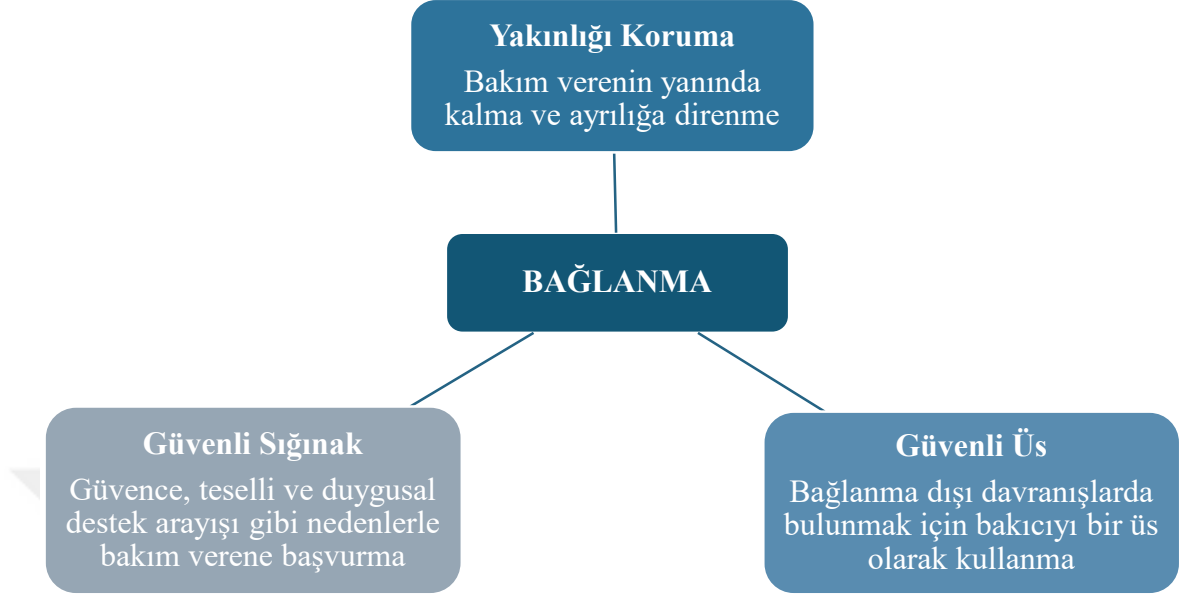 Yakınlığı Koruma
Bakım verenin yanında
kalma ve ayrılığa direnme
BAĞLANMA
Güvenli Sığınak
Güvence, teselli ve duygusal
destek arayışı gibi nedenlerle
bakım verene başvurma
Güvenli Üs
Bağlanma dışı davranışlarda
bulunmak için bakıcıyı bir üs
olarak kullanma